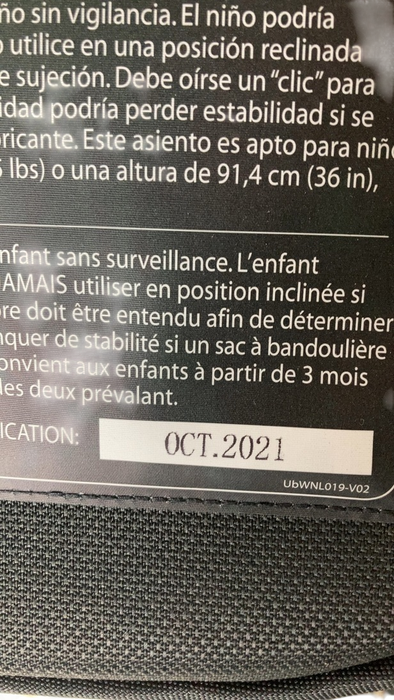 ño sin vigilancia. El niño podría
utilice en una posición reclinada
e sujeción. Debe oírse un "clic" para
idad podría perder estabilidad si se
ricante. Este asiento es apto para niñ
lbs) o una altura de 91,4 cm (36 in),
nfant sans surveillance. L'enfant
AMAIS utiliser en position inclinée si
re doit être entendu afin de déterminer
nquer de stabilité si un sac à bandoulière
onvient aux enfants à partir de 3 mois
les deux prévalant.
ICATION: OCT.2021
UbWNL019-V02